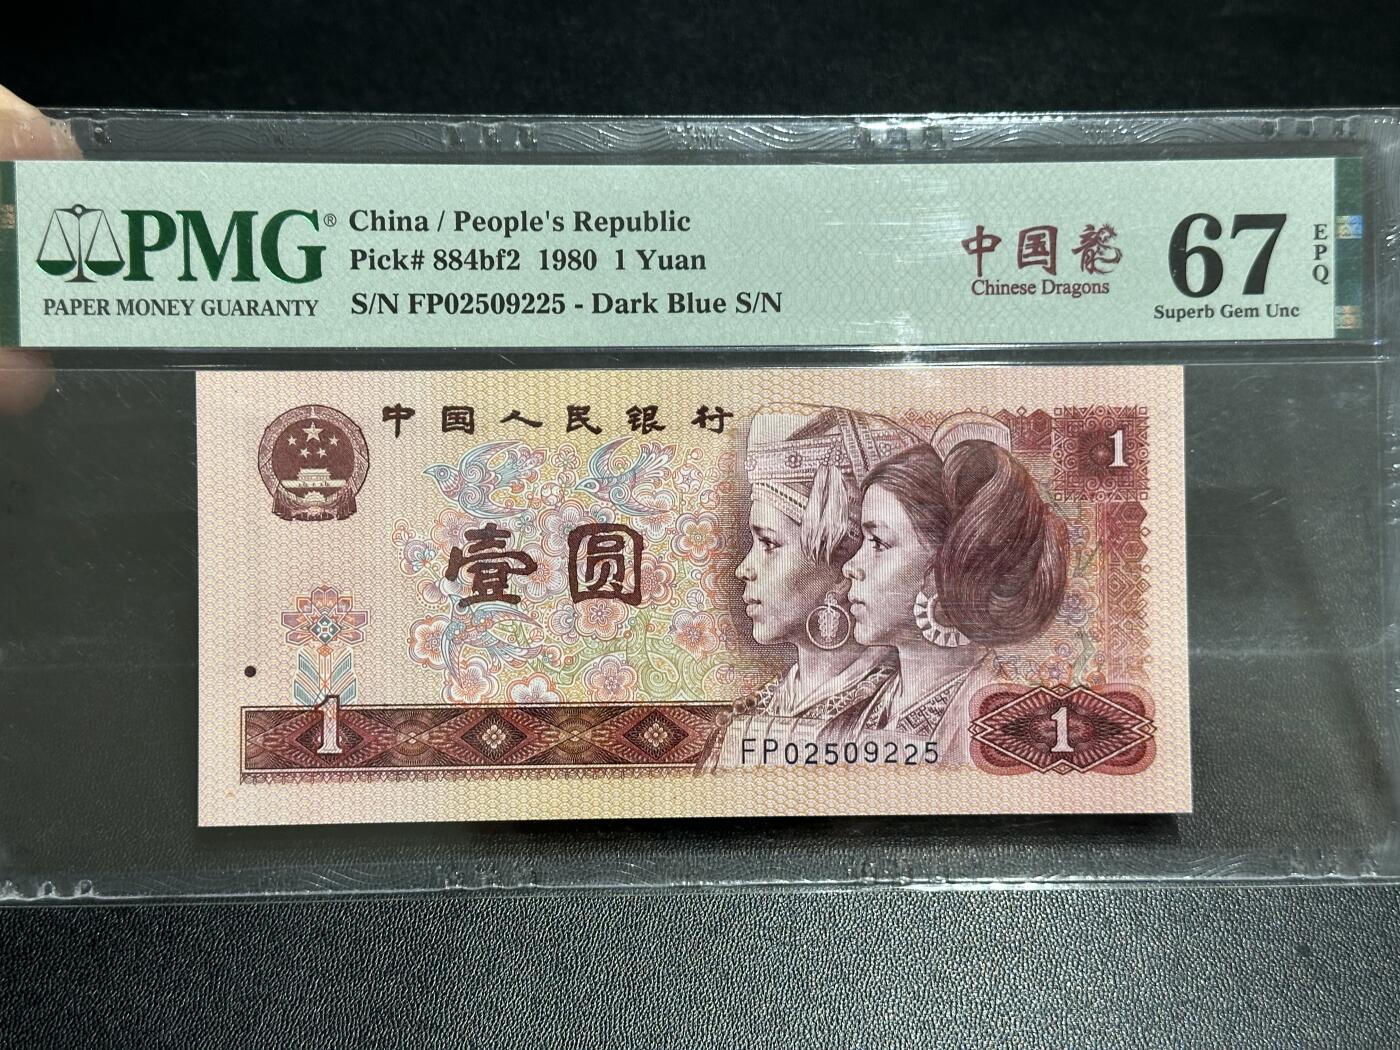 PMG®
PAPER MONEY GUARANTY
China / People's Republic
Pick# 884bf2 1980 1 Yuan
S/N FP02509225 - Dark Blue S/N
中国龍
Chinese Dragons
67
Superb Gem Unc
EPQ
中国人民银行
1
壹圆
1
FP02509225
1